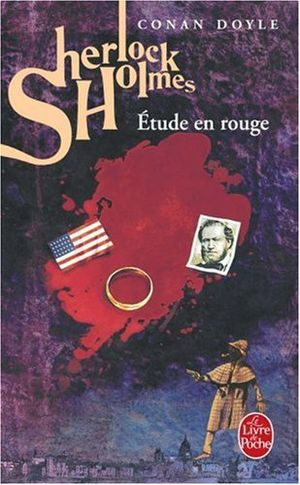 CONAN DOYLE
Sherlock
Holmes
Étude en rouge
Le
Livre
de
Poche